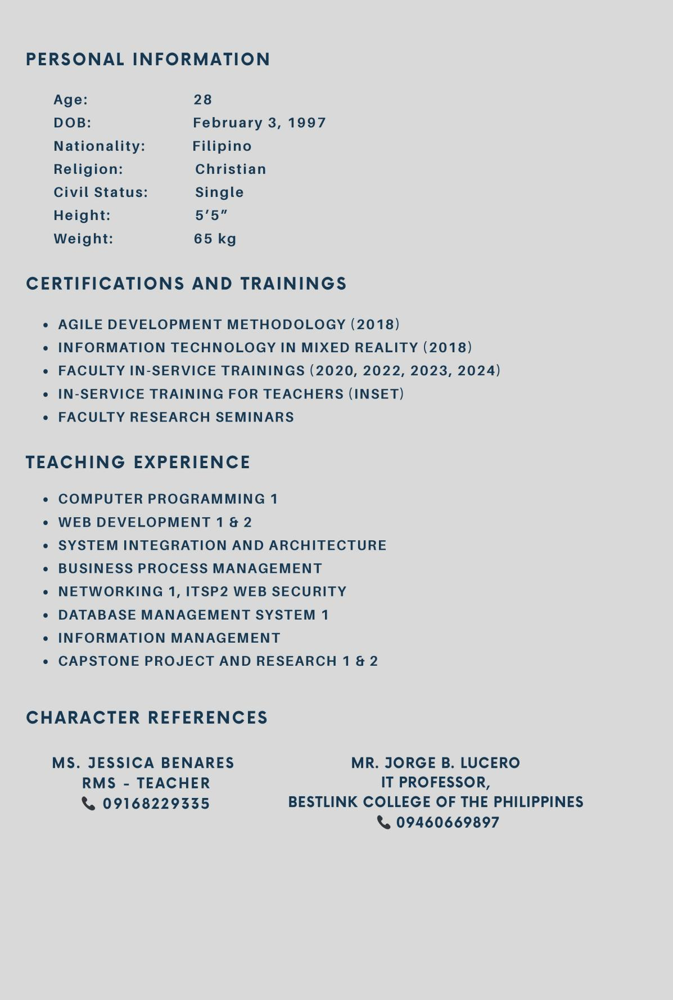 PERSONAL INFORMATION
Age: 28
DOB: February 3, 1997
Nationality: Filipino
Religion: Christian
Civil Status: Single
Height: 5’5”
Weight: 65 kg
CERTIFICATIONS AND TRAININGS
• AGILE DEVELOPMENT METHODOLOGY (2018)
• INFORMATION TECHNOLOGY IN MIXED REALITY (2018)
• FACULTY IN-SERVICE TRAININGS (2020, 2022, 2023, 2024)
• IN-SERVICE TRAINING FOR TEACHERS (INSET)
• FACULTY RESEARCH SEMINARS
TEACHING EXPERIENCE
• COMPUTER PROGRAMMING 1
• WEB DEVELOPMENT 1 & 2
• SYSTEM INTEGRATION AND ARCHITECTURE
• BUSINESS PROCESS MANAGEMENT
• NETWORKING 1, ITSP2 WEB SECURITY
• DATABASE MANAGEMENT SYSTEM 1
• INFORMATION MANAGEMENT
• CAPSTONE PROJECT AND RESEARCH 1 & 2
CHARACTER REFERENCES
MS. JESSICA BENARES
RMS - TEACHER
📞 09168229335
MR. JORGE B. LUCERO
IT PROFESSOR,
BESTLINK COLLEGE OF THE PHILIPPINES
📞 09460669897